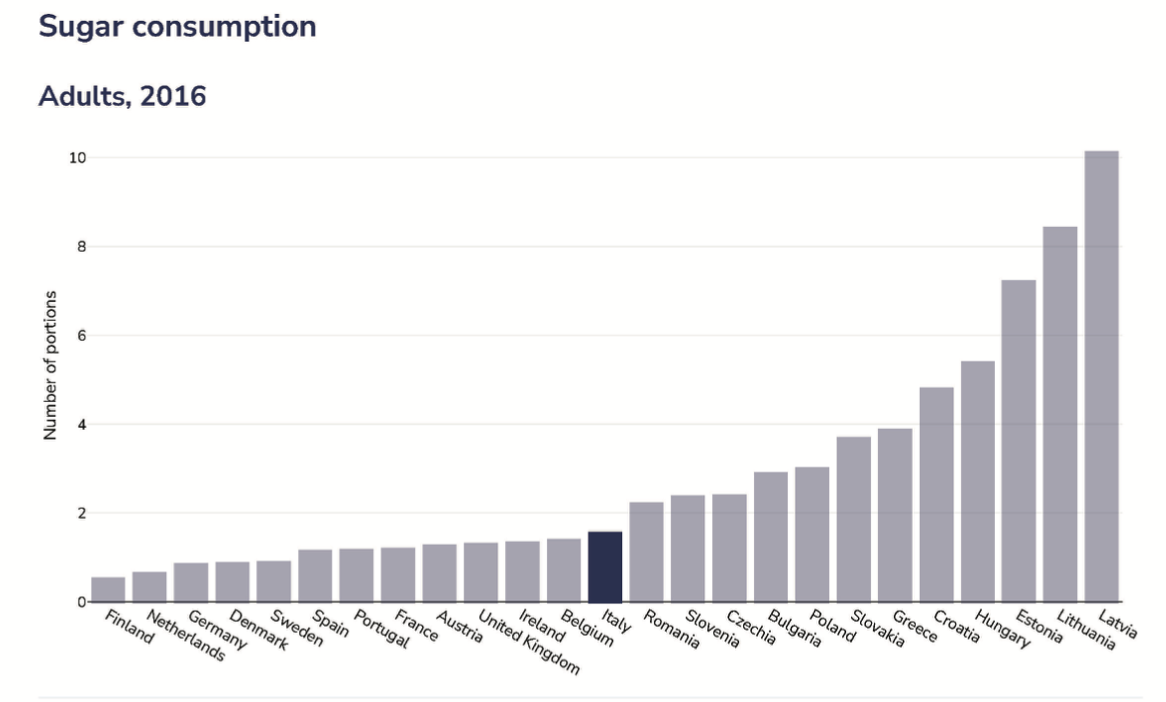 Sugar consumption
Adults, 2016
Number of portions
10
8
6
4
2
0
Finland
Netherlands
Germany
Denmark
Sweden
Spain
Portugal
France
Austria
United Kingdom
Ireland
Belgium
Italy
Romania
Slovenia
Czechia
Bulgaria
Poland
Slovakia
Greece
Croatia
Hungary
Estonia
Lithuania
Latvia